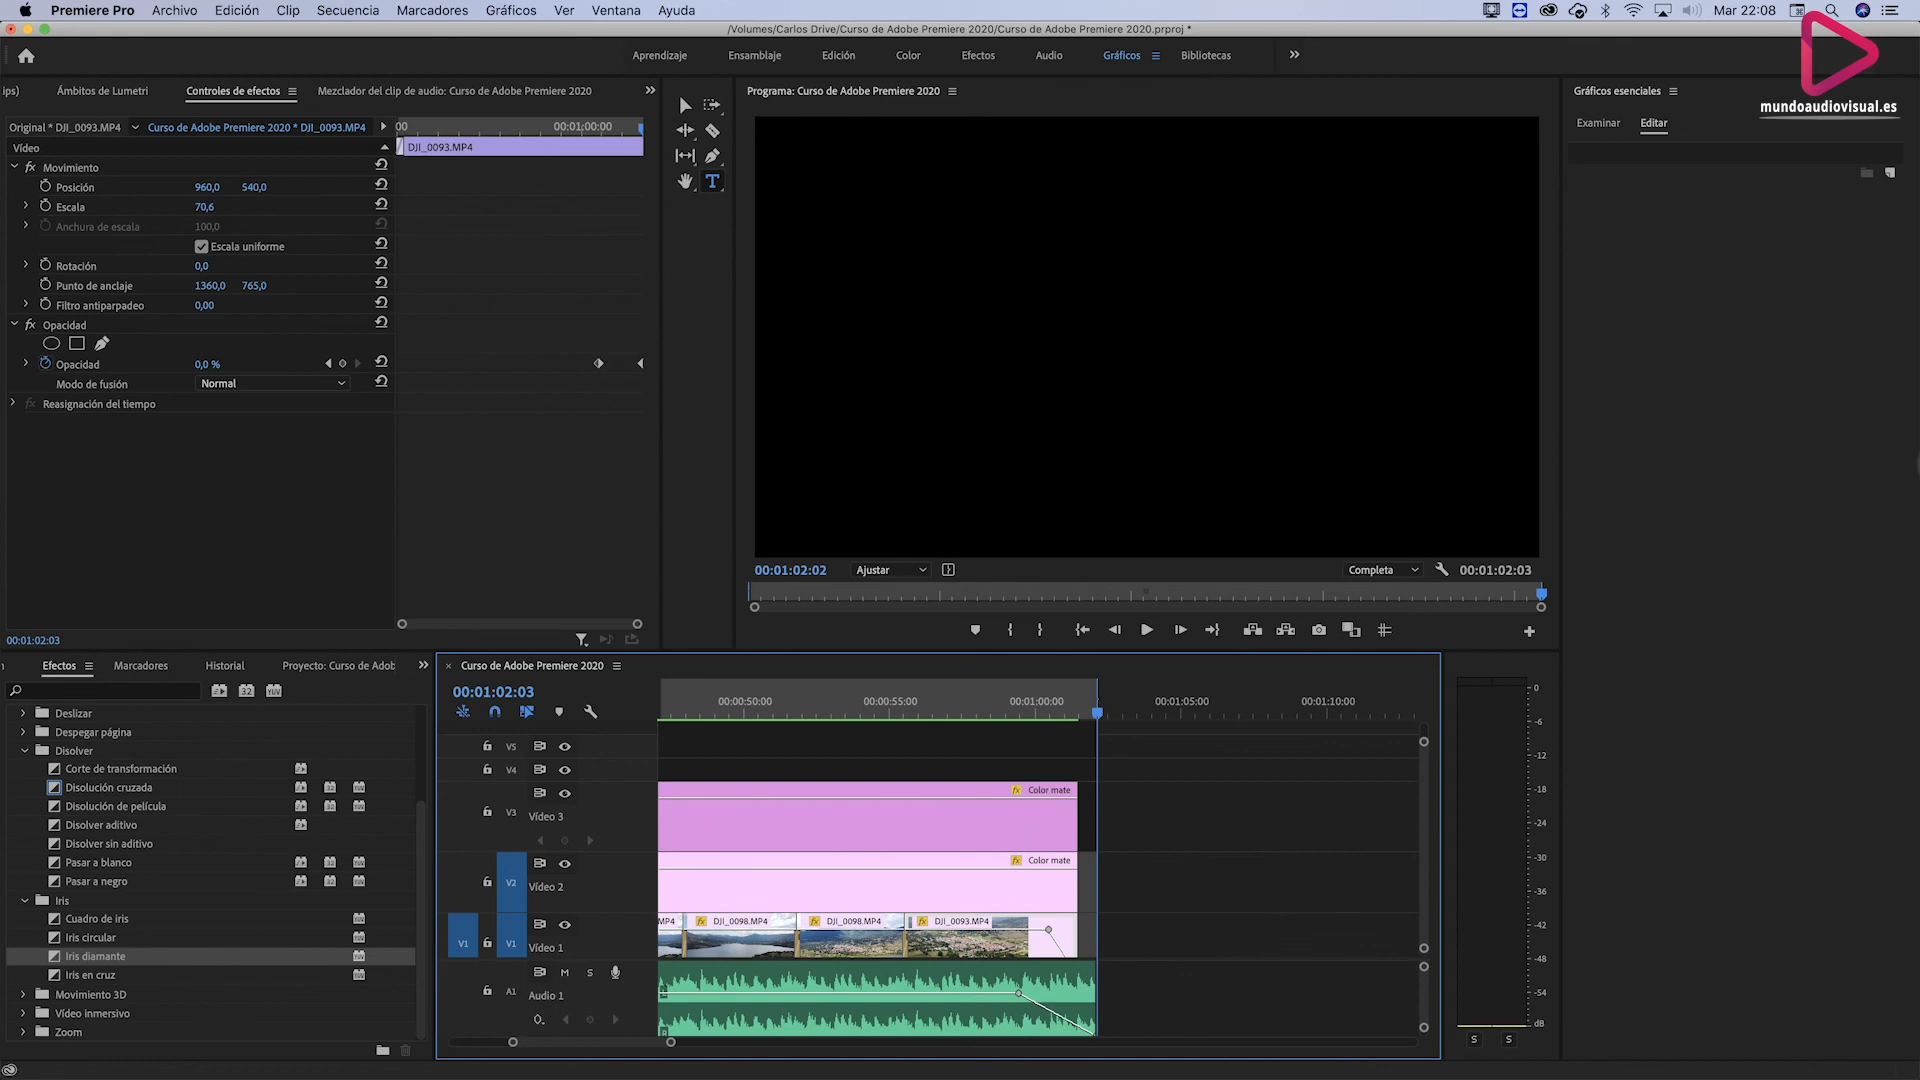 Premiere Pro Archivo Edición Clip Secuencia Marcadores Gráficos Ver Ventana Ayuda Mar 22:08
/Volumes/Carlos Drive/Curso de Adobe Premiere 2020/Curso de Adobe Premiere 2020.prproj *
Aprendizaje Ensamblaje Edición Color Efectos Audio Gráficos Bibliotecas
mundoaudiovisual.es
ips) Ámbitos de Lumetri Controles de efectos Mezclador del clip de audio: Curso de Adobe Premiere 2020
Programa: Curso de Adobe Premiere 2020
Gráficos esenciales
Examinar Editar
Original * DJI_0093.MP4 Curso de Adobe Premiere 2020 * DJI_0093.MP4
:00 00:01:00:00
Vídeo
DJI_0093.MP4
Movimiento
Posición 960,0 540,0
Escala 70,6
Anchura de escala 100,0
Escala uniforme
Rotación 0,0
Punto de anclaje 1360,0 765,0
Filtro antiparpadeo 0,00
Opacidad
Opacidad 0,0 %
Modo de fusión Normal
Reasignación del tiempo
00:01:02:03
00:01:02:02 Ajustar Completa 00:01:02:03
Efectos Marcadores Historial Proyecto: Curso de Adob
32 YUV
Deslizar
Despegar página
Disolver
Corte de transformación
Disolución cruzada
Disolución de película
Disolver aditivo
Disolver sin aditivo
Pasar a blanco
Pasar a negro
Iris
Cuadro de iris
Iris circular
Iris diamante
Iris en cruz
Movimiento 3D
Vídeo inmersivo
Zoom
Curso de Adobe Premiere 2020
00:01:02:03
00:00:50:00 00:00:55:00 00:01:00:00 00:01:05:00 00:01:10:00
V5
V4
V3 Vídeo 3
Color mate
V2 Vídeo 2
Color mate
V1 V1 Vídeo 1
MP4 DJI_0098.MP4 DJI_0098.MP4 DJI_0093.MP4
M S
A1 Audio 1
0
-6
-12
-18
-24
-30
-36
-42
-48
-54
dB
S S